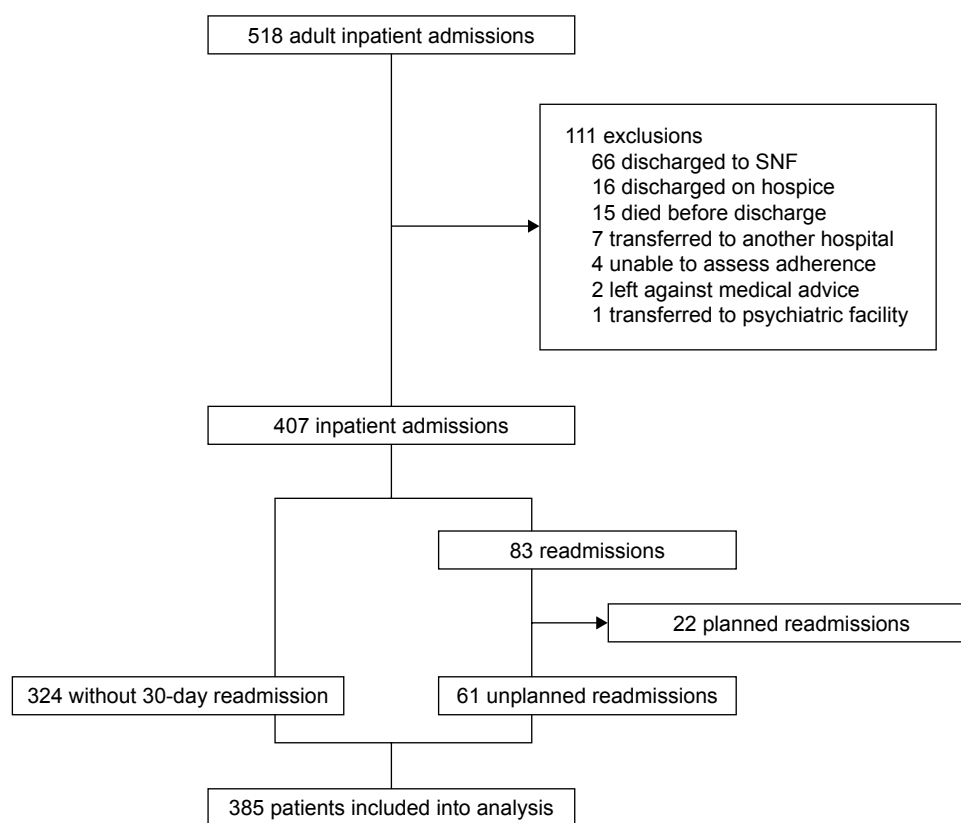 518 adult inpatient admissions
111 exclusions
66 discharged to SNF
16 discharged on hospice
15 died before discharge
7 transferred to another hospital
4 unable to assess adherence
2 left against medical advice
1 transferred to psychiatric facility
407 inpatient admissions
83 readmissions
22 planned readmissions
324 without 30-day readmission
61 unplanned readmissions
385 patients included into analysis